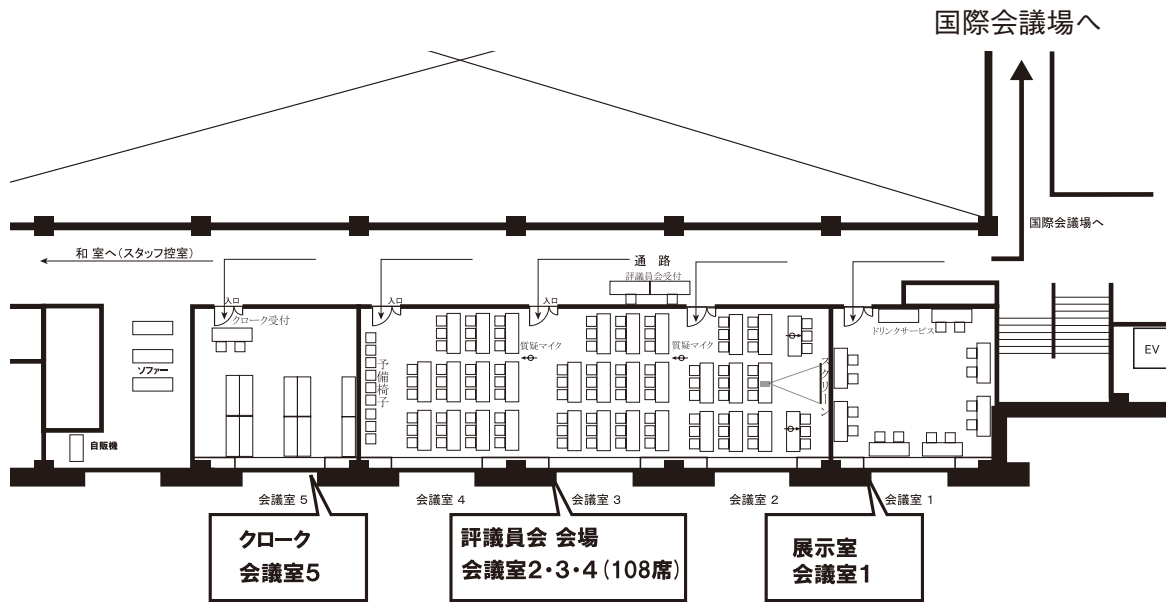 国際会議場へ
国際会議場へ
和 室へ(スタッフ控室)
通 路
評議員会受付
入口
入口
入口
クローク受付
ドリンクサービス
質疑マイク
質疑マイク
ソファー
予備椅子
スクリーン
EV
自販機
会議室 5
会議室 4
会議室 3
会議室 2
会議室 1
クローク
会議室5
評議員会 会場
会議室2・3・4(108席)
展示室
会議室1